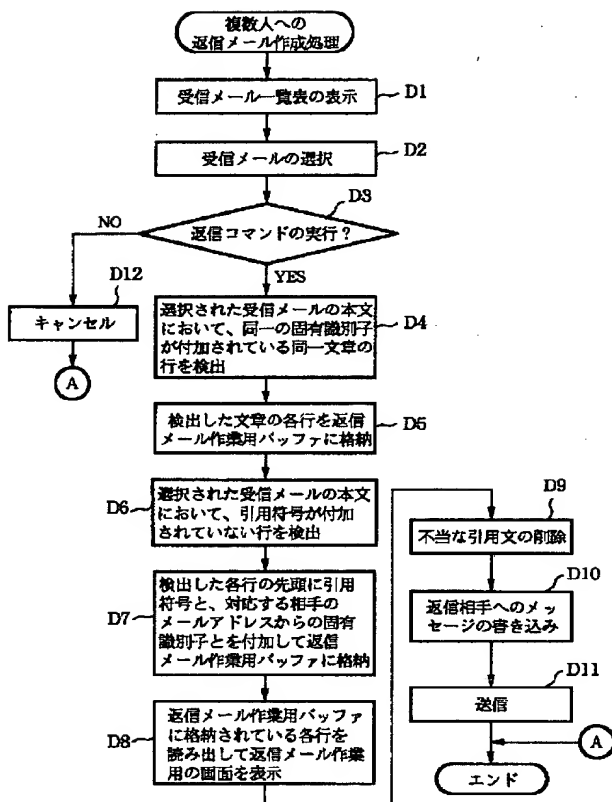 複数人への
返信メール作成処理
受信メール一覧表の表示
D1
受信メールの選択
D2
返信コマンドの実行？
D3
NO
YES
D12
キャンセル
A
選択された受信メールの本文
において、同一の固有識別子
が付加されている同一文章の
行を検出
D4
検出した文章の各行を返信
メール作業用バッファに格納
D5
選択された受信メールの本文
において、引用符号が付加
されていない行を検出
D6
検出した各行の先頭に引用
符号と、対応する相手の
メールアドレスからの固有
識別子とを付加して返信
メール作業用バッファに格納
D7
返信メール作業用バッファ
に格納されている各行を
読み出して返信メール作業
用の画面を表示
D8
D9
不当な引用文の削除
D10
返信相手へのメッ
セージの書き込み
D11
送信
A
エンド